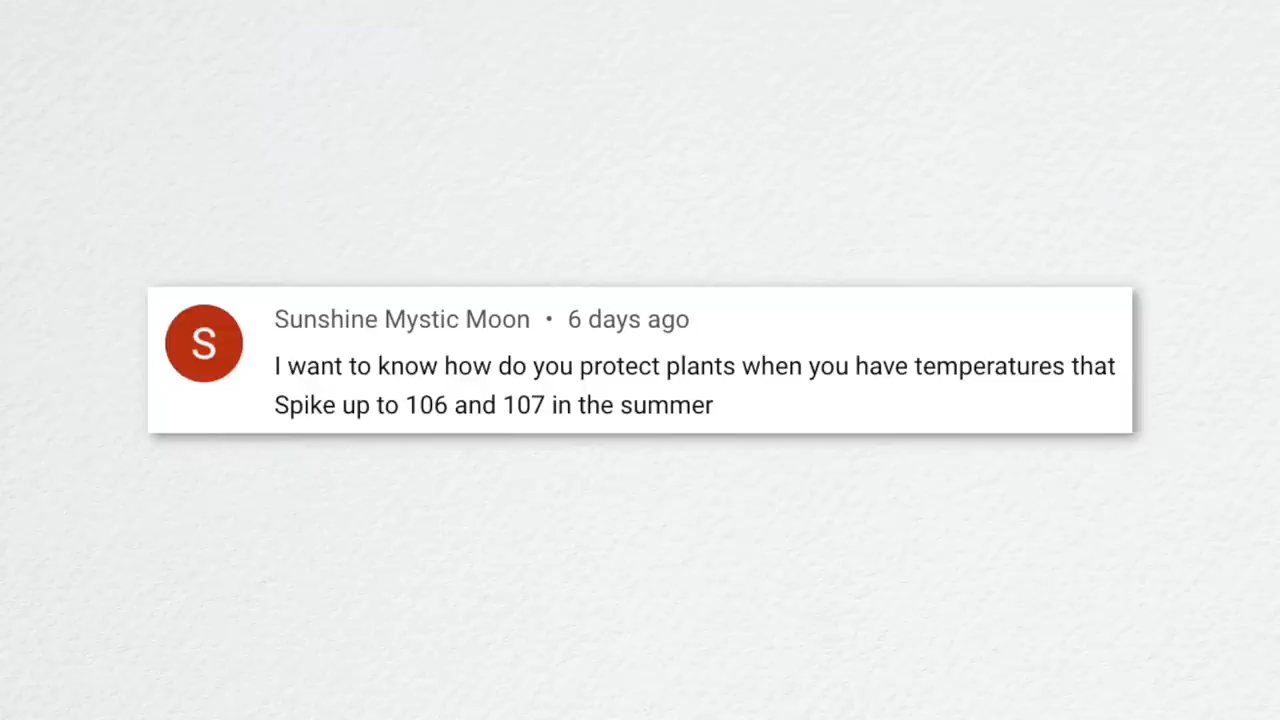 S
Sunshine Mystic Moon • 6 days ago
I want to know how do you protect plants when you have temperatures that
Spike up to 106 and 107 in the summer